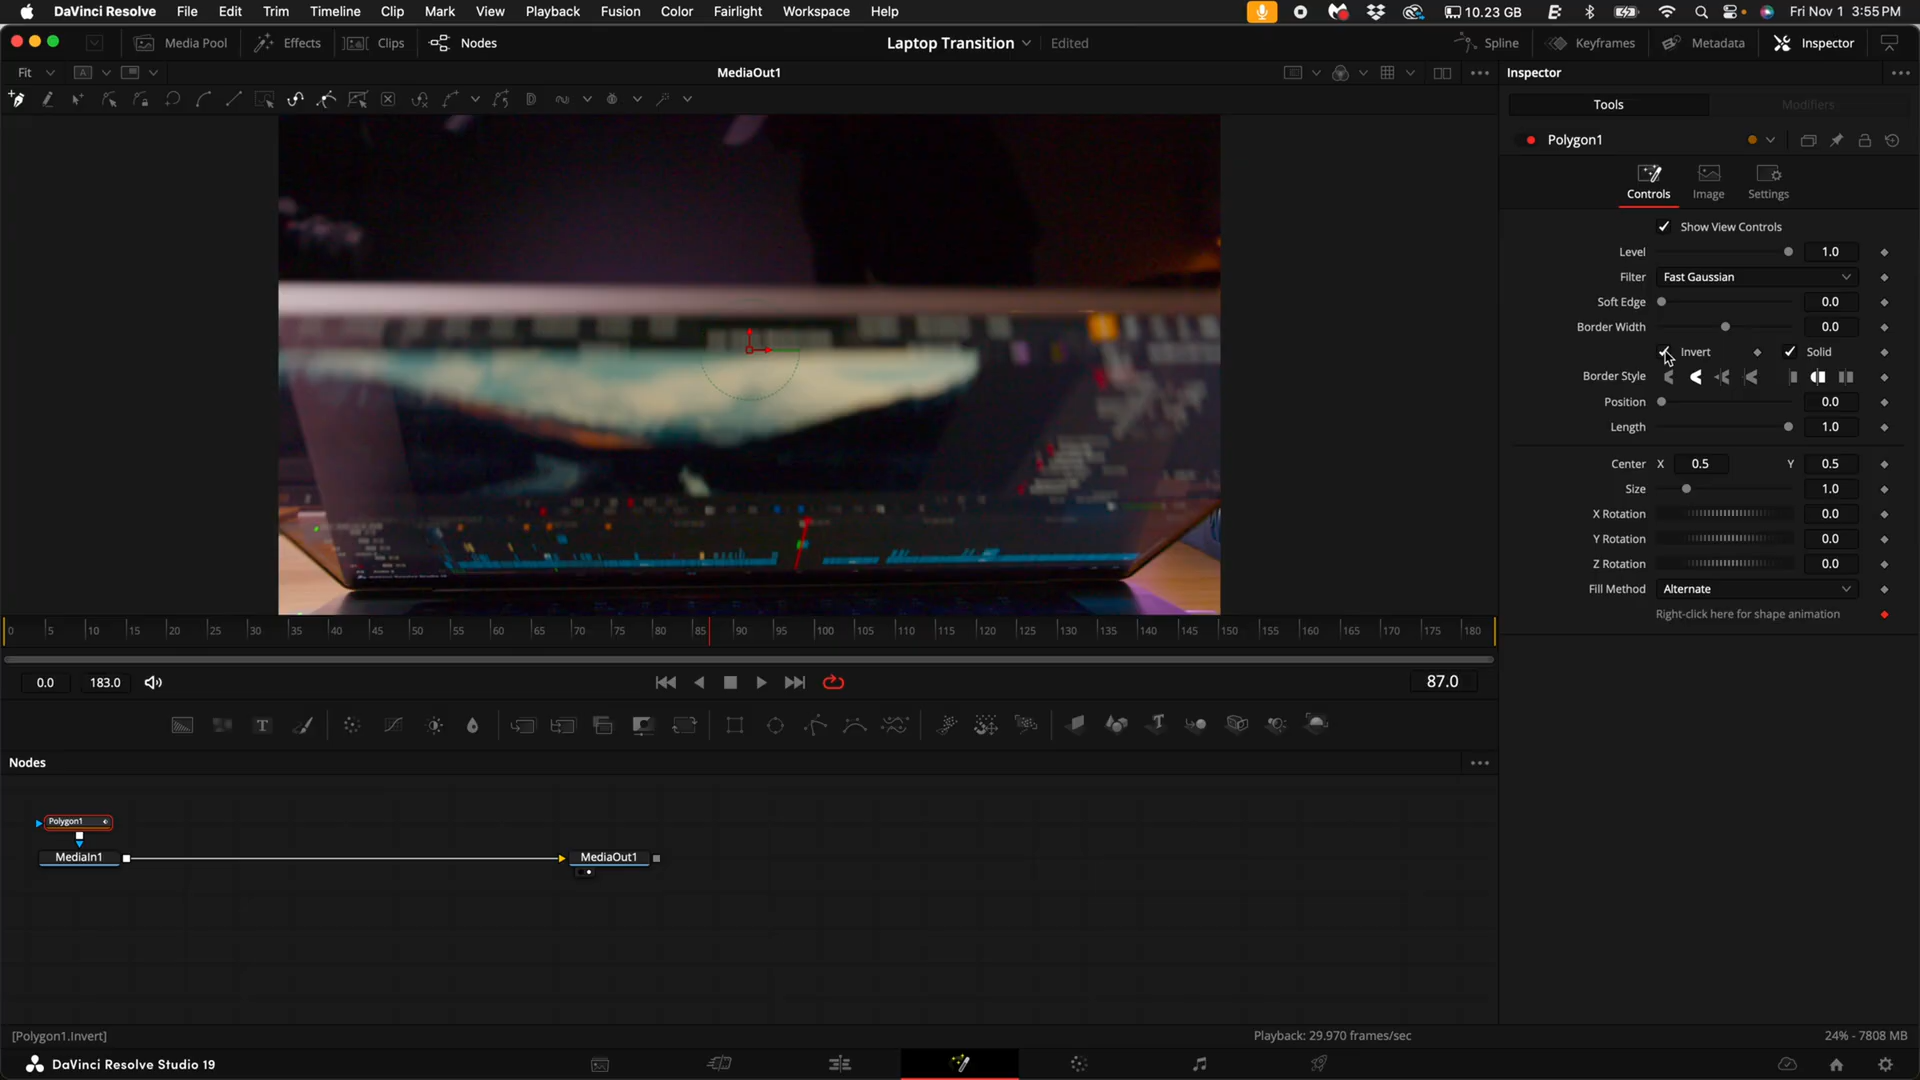 DaVinci Resolve File Edit Trim Timeline Clip Mark View Playback Fusion Color Fairlight Workspace Help 10.23 GB Fri Nov 1 3:55 PM
Media Pool Effects Clips Nodes Laptop Transition Edited Spline Keyframes Metadata Inspector
Fit A MediaOut1 Inspector
Tools Modifiers
Polygon1
Controls Image Settings
Show View Controls
Level 1.0
Filter Fast Gaussian
Soft Edge 0.0
Border Width 0.0
Invert Solid
Border Style
Position 0.0
Length 1.0
Center X 0.5 Y 0.5
Size 1.0
X Rotation 0.0
Y Rotation 0.0
Z Rotation 0.0
Fill Method Alternate
Right-click here for shape animation
0 5 10 15 20 25 30 35 40 45 50 55 60 65 70 75 80 85 90 95 100 105 110 115 120 125 130 135 140 145 150 155 160 165 170 175 180
0.0 183.0 87.0
Nodes
Polygon1
MediaIn1 MediaOut1
[Polygon1.Invert] Playback: 29.970 frames/sec 24% - 7808 MB
DaVinci Resolve Studio 19